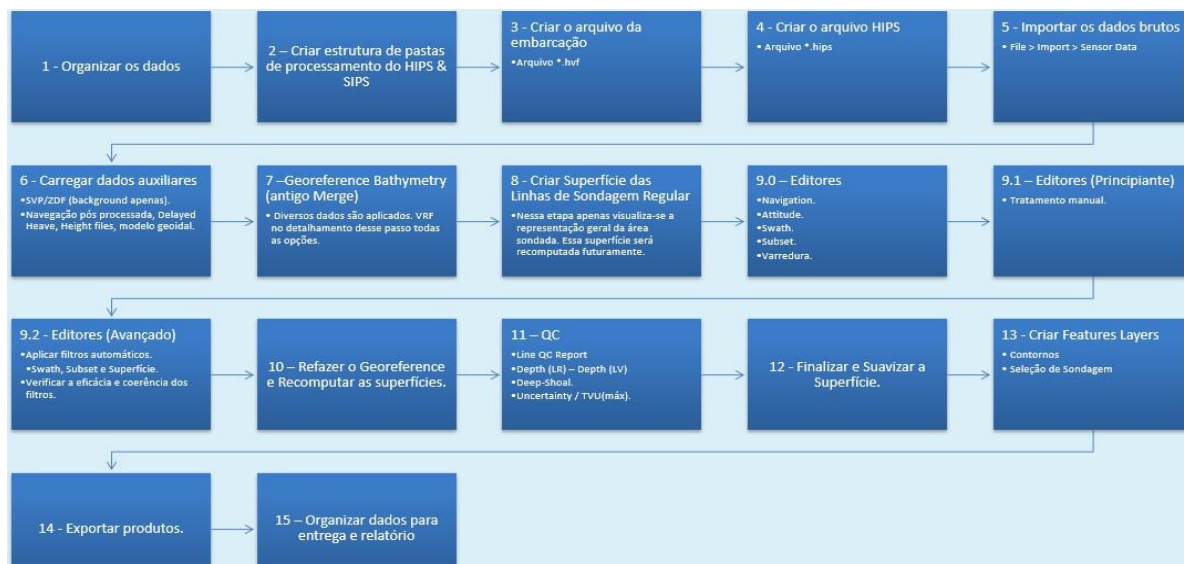 1 - Organizar os dados
2 – Criar estrutura de pastas
de processamento do HIPS &
SIPS
3 - Criar o arquivo da
embarcação
•Arquivo *.hvf
4 - Criar o arquivo HIPS
• Arquivo *.hips
5 - Importar os dados brutos
• File > Import > Sensor Data
6 - Carregar dados auxiliares
•SVP/ZDF (background apenas).
•Navegação pós processada, Delayed
Heave, Height files, modelo geoidal.
7 –Georeference Bathymetry
(antigo Merge)
• Diversos dados são aplicados. VRF
no detalhamento desse passo todas
as opções.
8 - Criar Superfície das
Linhas de Sondagem Regular
•Nessa etapa apenas visualiza-se a
representação geral da área
sondada. Essa superfície será
recomputada futuramente.
9.0 – Editores
•Navigation.
•Attitude.
•Swath.
•Subset.
•Varredura.
9.1 – Editores (Principiante)
•Tratamento manual.
9.2 - Editores (Avançado)
•Aplicar filtros automáticos.
•Swath, Subset e Superfície.
•Verificar a eficácia e coerência dos
filtros.
10 – Refazer o Georeference
e Recomputar as superfícies.
11 – QC
•Line QC Report
•Depth (LR) – Depth (LV)
•Deep-Shoal.
•Uncertainty / TVU(máx).
12 - Finalizar e Suavizar a
Superfície.
13 - Criar Features Layers
• Contornos
• Seleção de Sondagem
14 - Exportar produtos.
15 – Organizar dados para
entrega e relatório